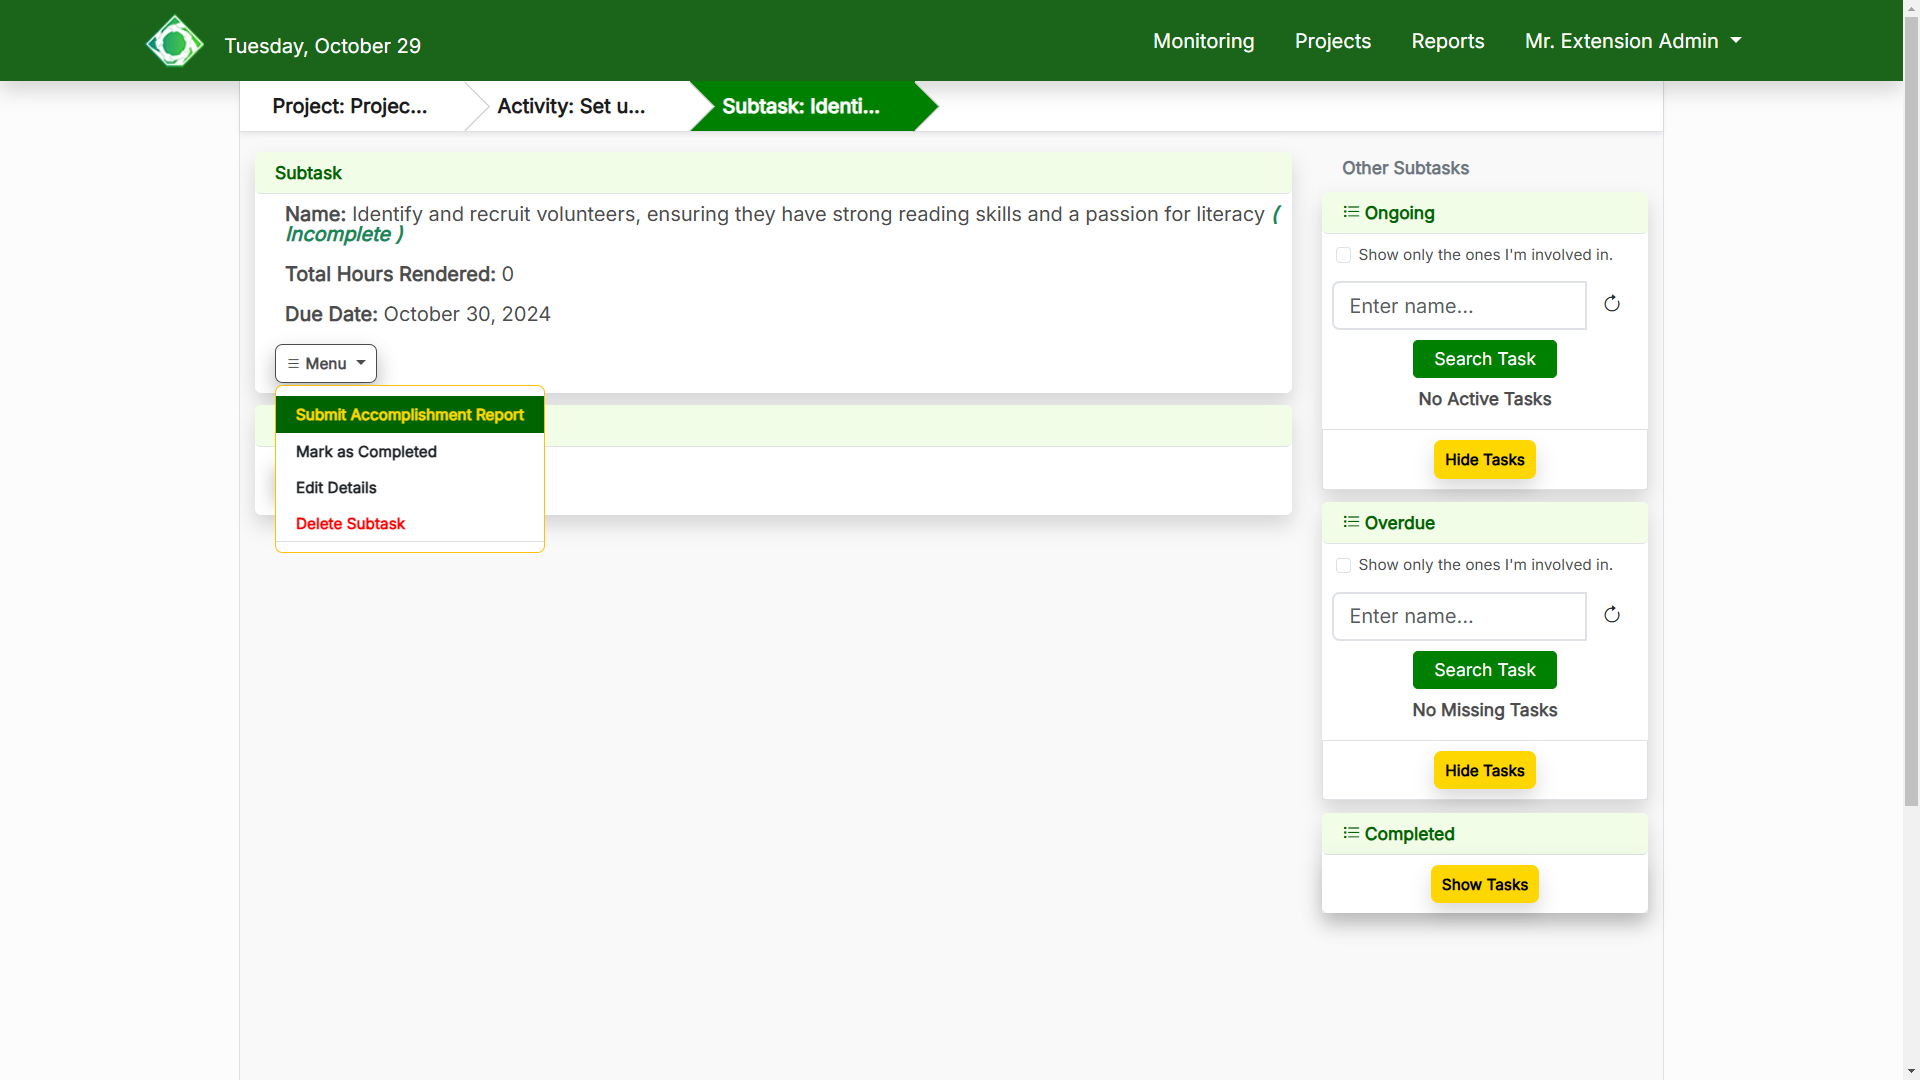 Tuesday, October 29
Monitoring
Projects
Reports
Mr. Extension Admin
Project: Projec...
Activity: Set u...
Subtask: Identi...
Subtask
Name: Identify and recruit volunteers, ensuring they have strong reading skills and a passion for literacy (
Incomplete )
Total Hours Rendered: 0
Due Date: October 30, 2024
Menu
Submit Accomplishment Report
Mark as Completed
Edit Details
Delete Subtask
Other Subtasks
Ongoing
Show only the ones I'm involved in.
Enter name...
Search Task
No Active Tasks
Hide Tasks
Overdue
Show only the ones I'm involved in.
Enter name...
Search Task
No Missing Tasks
Hide Tasks
Completed
Show Tasks